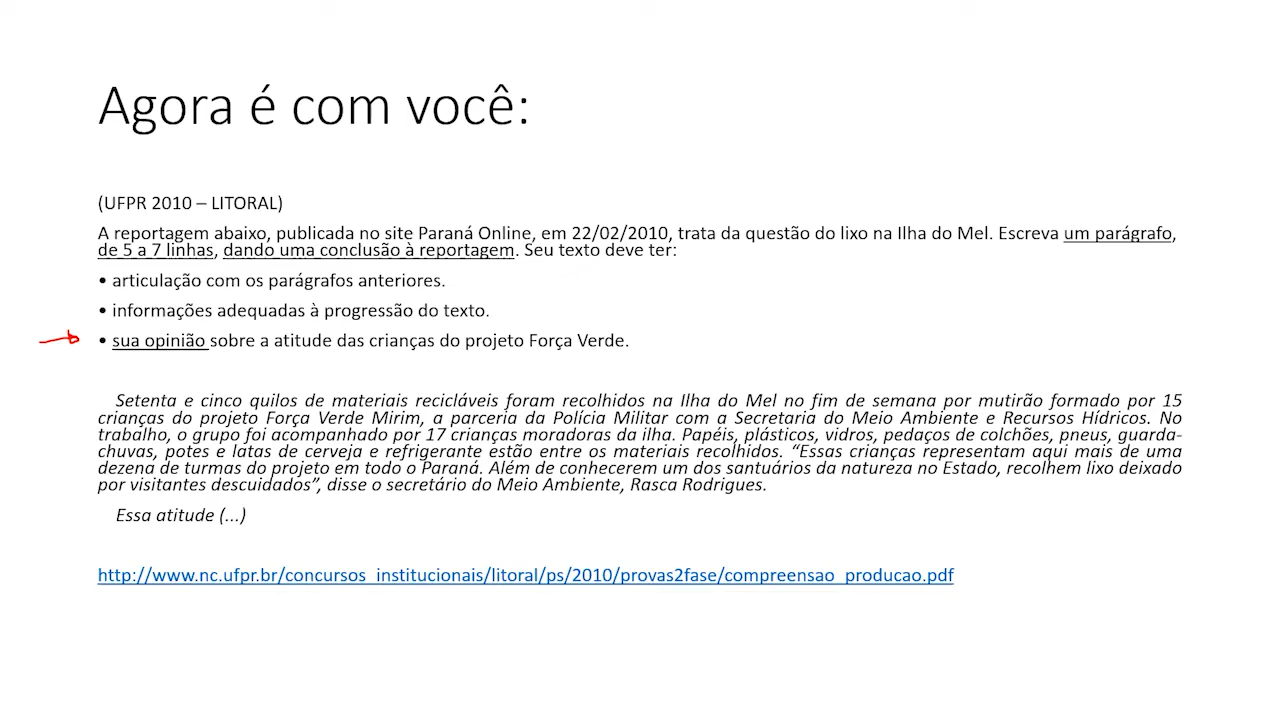 Agora é com você:
(UFPR 2010 – LITORAL)
A reportagem abaixo, publicada no site Paraná Online, em 22/02/2010, trata da questão do lixo na Ilha do Mel. Escreva um parágrafo,
de 5 a 7 linhas, dando uma conclusão à reportagem. Seu texto deve ter:
• articulação com os parágrafos anteriores.
• informações adequadas à progressão do texto.
• sua opinião sobre a atitude das crianças do projeto Força Verde.
Setenta e cinco quilos de materiais recicláveis foram recolhidos na Ilha do Mel no fim de semana por mutirão formado por 15
crianças do projeto Força Verde Mirim, a parceria da Polícia Militar com a Secretaria do Meio Ambiente e Recursos Hídricos. No
trabalho, o grupo foi acompanhado por 17 crianças moradoras da ilha. Papéis, plásticos, vidros, pedaços de colchões, pneus, guarda-
chuvas, potes e latas de cerveja e refrigerante estão entre os materiais recolhidos. “Essas crianças representam aqui mais de uma
dezena de turmas do projeto em todo o Paraná. Além de conhecerem um dos santuários da natureza no Estado, recolhem lixo deixado
por visitantes descuidados”, disse o secretário do Meio Ambiente, Rasca Rodrigues.
Essa atitude (...)
http://www.nc.ufpr.br/concursos_institucionais/litoral/ps/2010/provas2fase/compreensao_producao.pdf